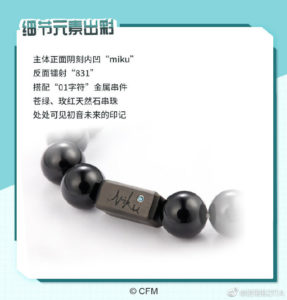 细节元素出彩
主体正面阴刻内凹“miku”
反面镭射“831”
搭配“01字符”金属串件
苍绿、玫红天然石串珠
处处可见初音未来的印记
Miku
© CFM